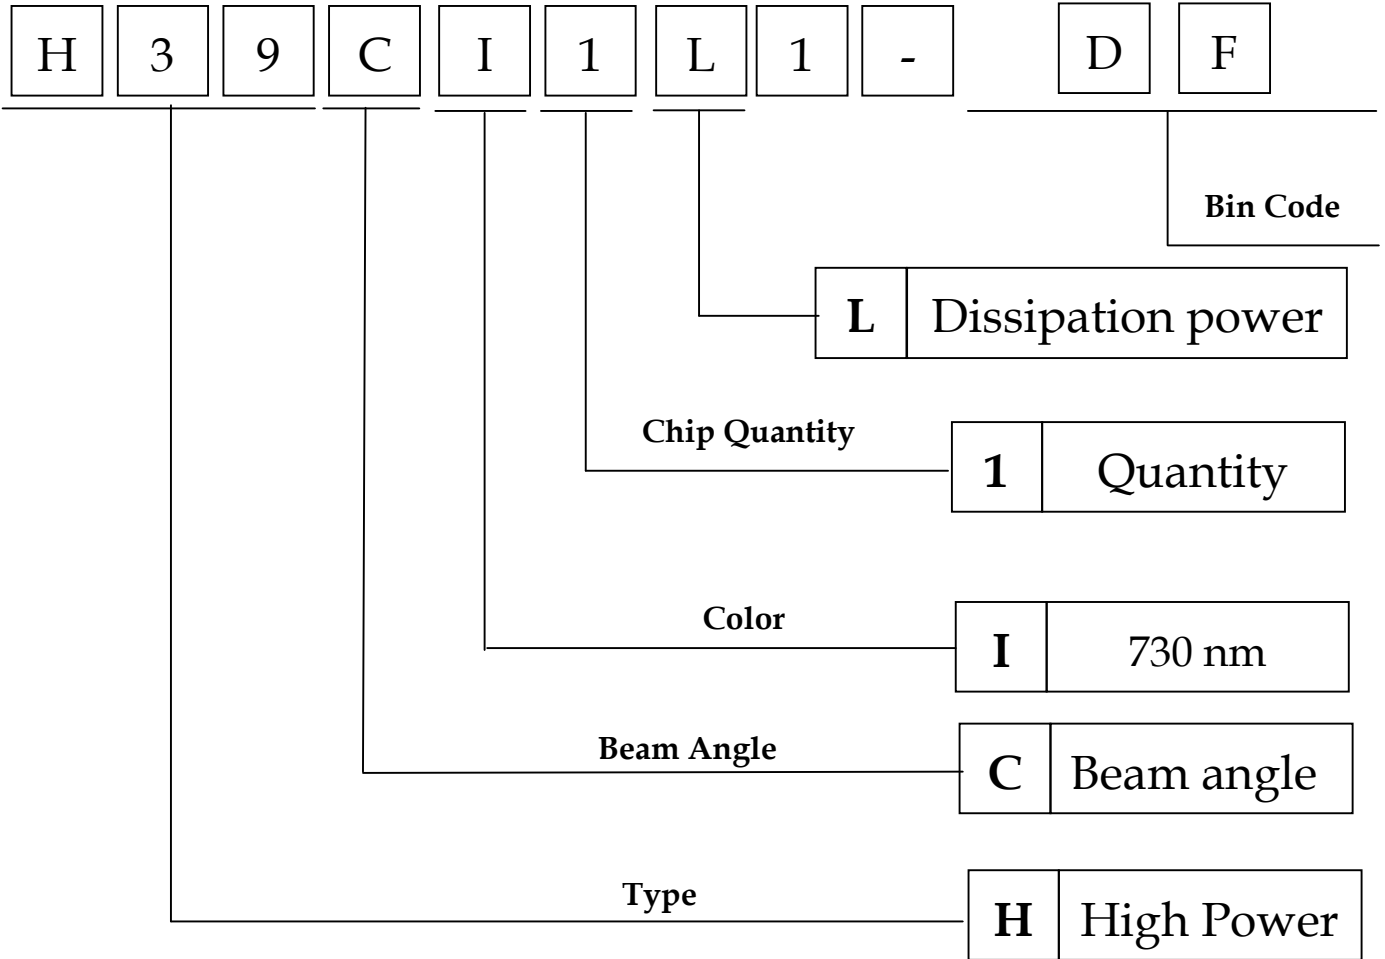 H 3 9 C I 1 L 1 - D F
Bin Code
L Dissipation power
Chip Quantity
1 Quantity
Color
I 730 nm
Beam Angle
C Beam angle
Type
H High Power